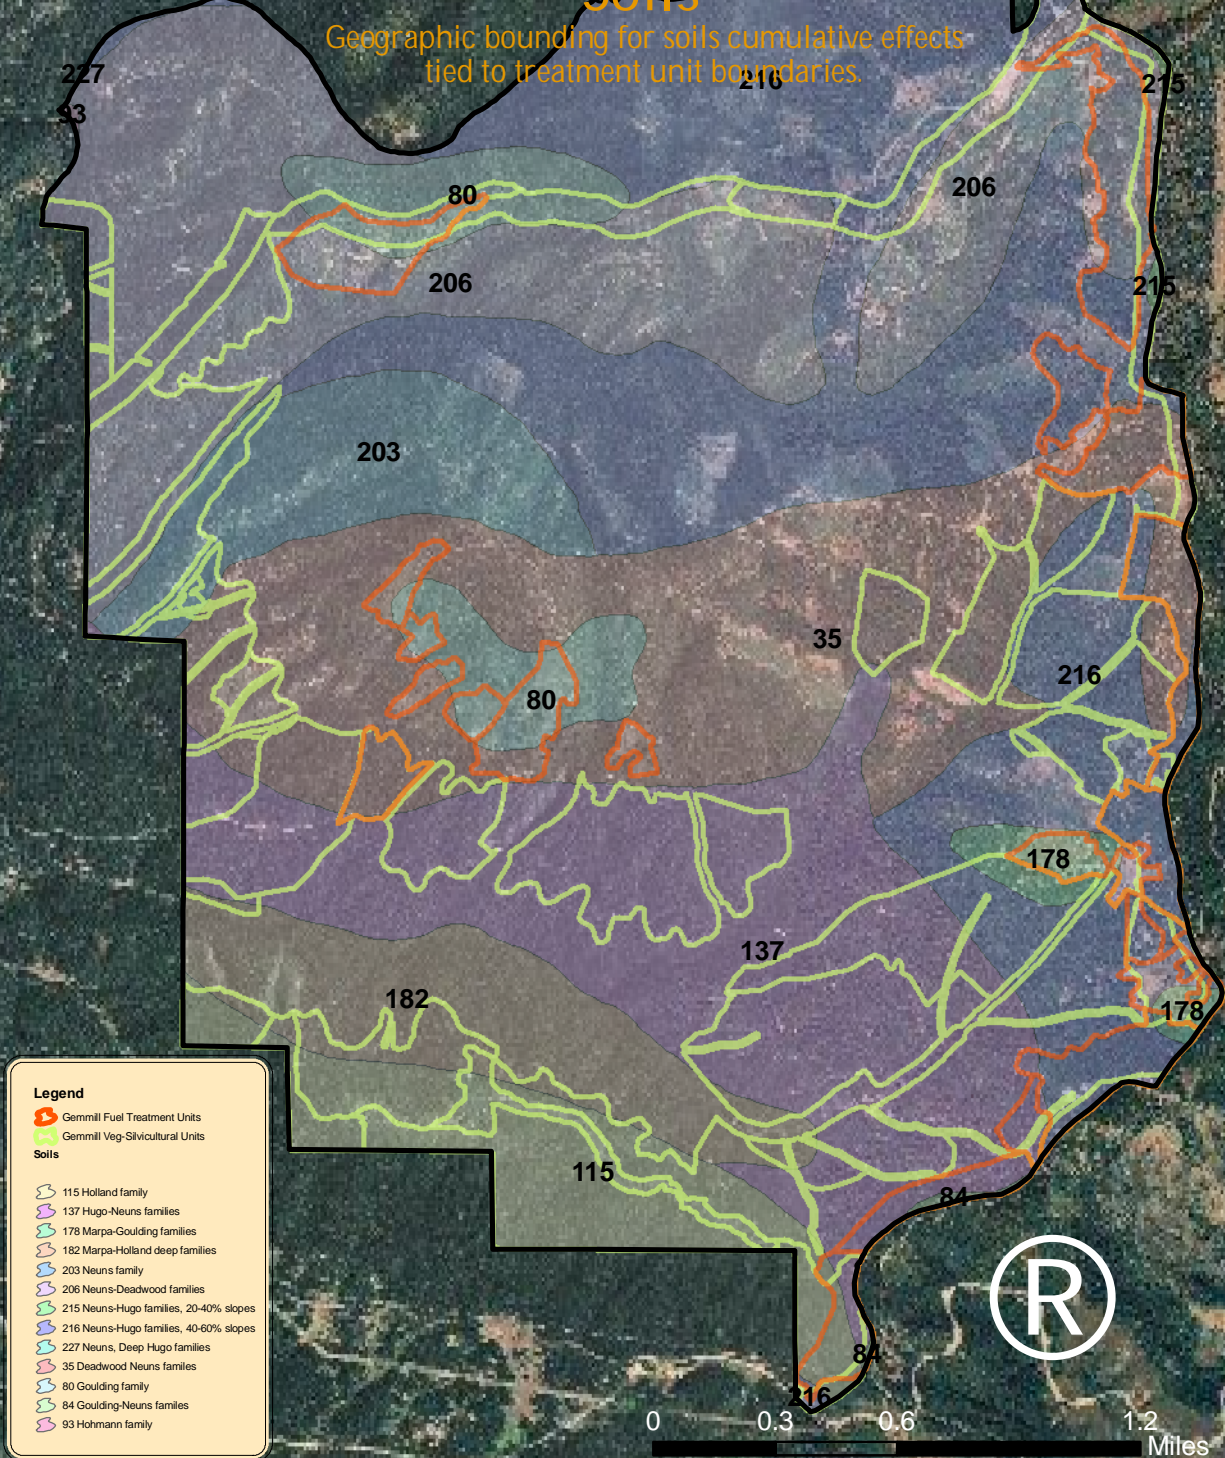 Soils
Geographic bounding for soils cumulative effects
tied to treatment unit boundaries.
227
93
216
215
80
206
206
215
203
35
80
216
178
137
182
178
115
84
84
216
Legend
Gemmill Fuel Treatment Units
Gemmill Veg-Silvicultural Units
Soils
115 Holland family
137 Hugo-Neuns families
178 Marpa-Goulding families
182 Marpa-Holland deep families
203 Neuns family
206 Neuns-Deadwood families
215 Neuns-Hugo families, 20-40% slopes
216 Neuns-Hugo families, 40-60% slopes
227 Neuns, Deep Hugo families
35 Deadwood Neuns familes
80 Goulding family
84 Goulding-Neuns familes
93 Hohmann family
®
0 0.3 0.6 1.2
Miles